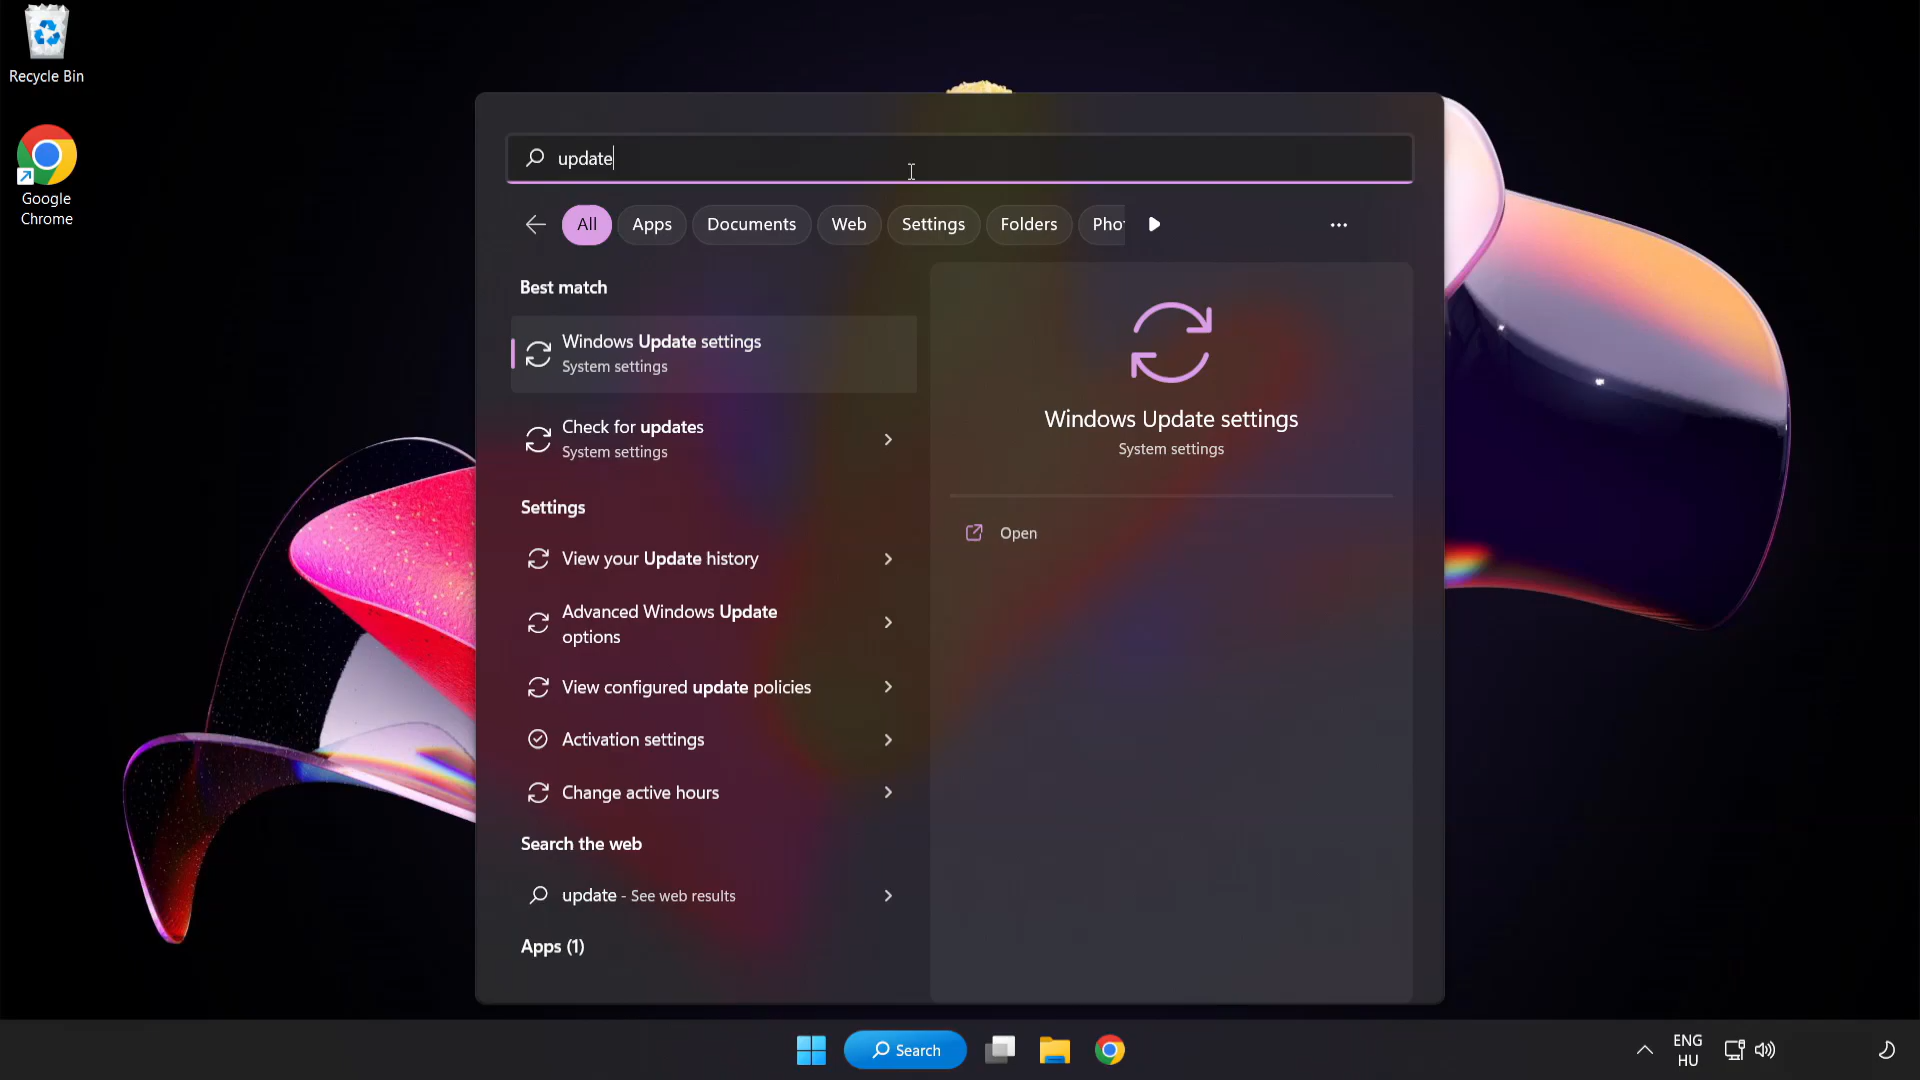 Recycle Bin
Google
Chrome
update
All
Apps
Documents
Web
Settings
Folders
Pho
Best match
Windows Update settings
System settings
Check for updates
System settings
Settings
View your Update history
Advanced Windows Update
options
View configured update policies
Activation settings
Change active hours
Search the web
update - See web results
Apps (1)
Windows Update settings
System settings
Open
Search
ENG
HU